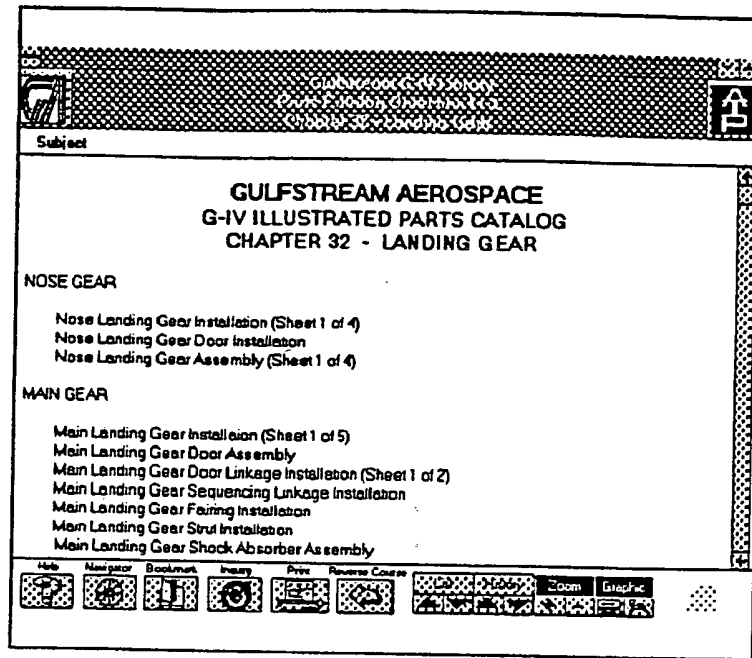 Subject
GULFSTREAM AEROSPACE
G-IV ILLUSTRATED PARTS CATALOG
CHAPTER 32 - LANDING GEAR
NOSE GEAR
Nose Landing Gear Installation (Sheet 1 of 4)
Nose Landing Gear Door Installation
Nose Landing Gear Assembly (Sheet 1 of 4)
MAIN GEAR
Main Landing Gear Installaion (Sheet 1 of 5)
Main Landing Gear Door Assembly
Main Landing Gear Door Linkage Installation (Sheet 1 of 2)
Main Landing Gear Sequencing Linkage Installation
Main Landing Gear Fairing Installation
Main Landing Gear Strut Installation
Main Landing Gear Shock Absorber Assembly
Help Navigator Bookmark Inquiry Print Reverse Course History Zoom Graphic